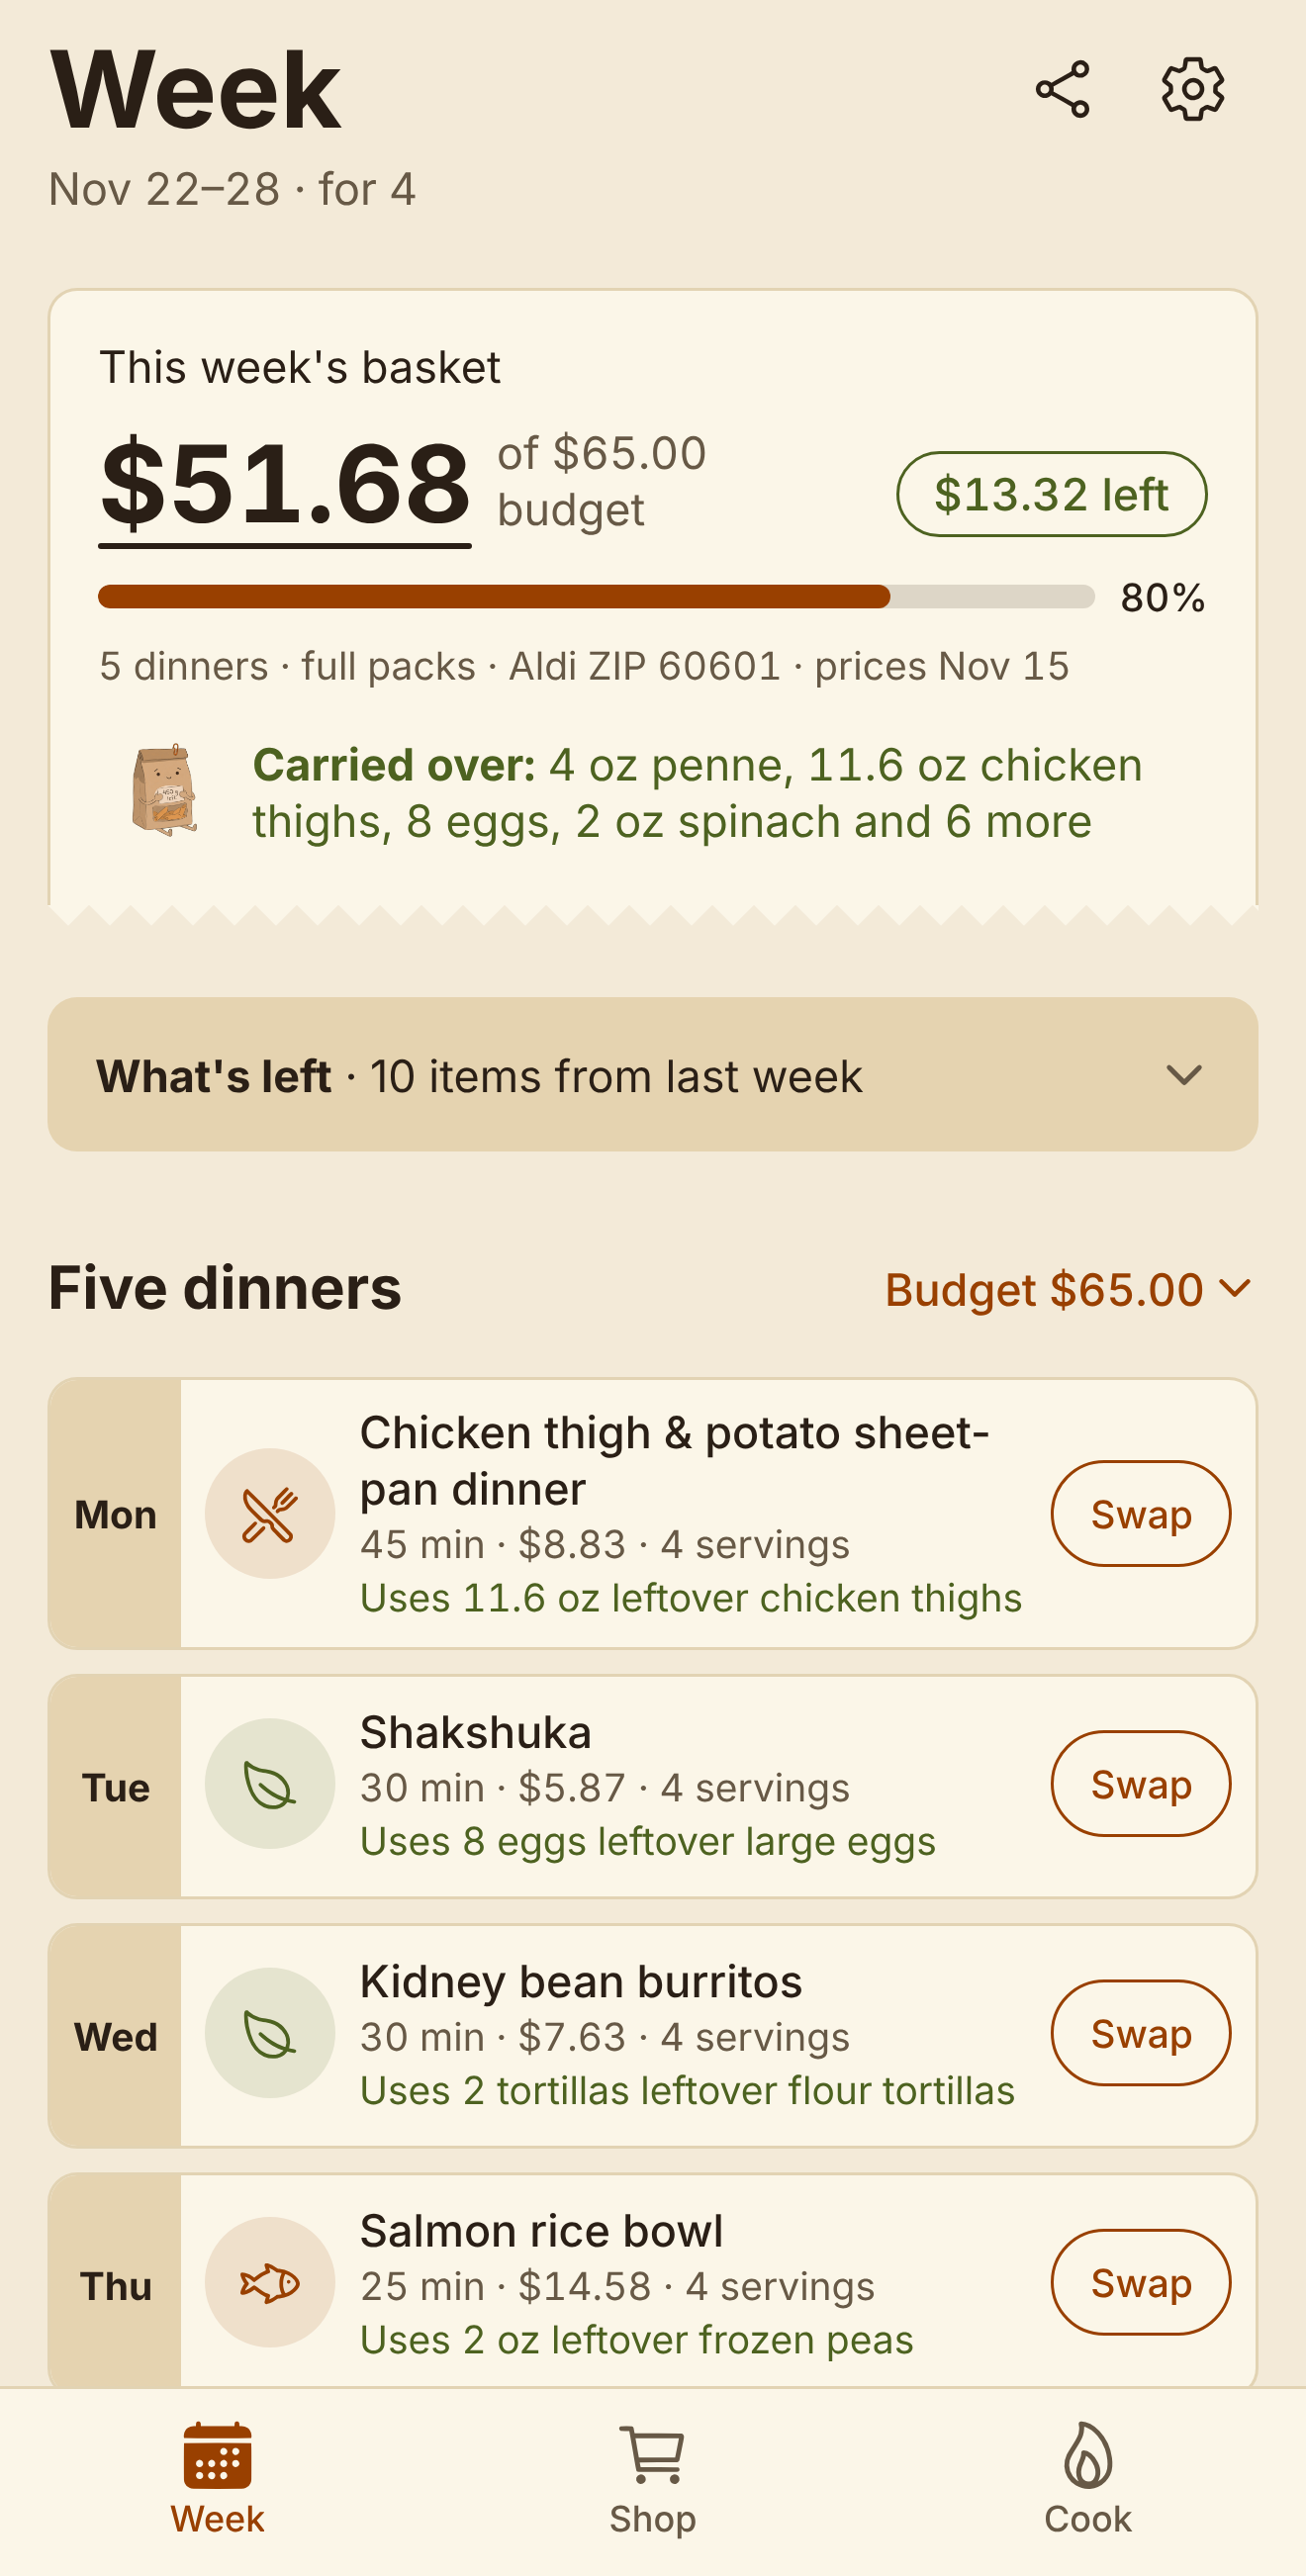 Week
Nov 22–28 · for 4
This week's basket
$51.68
of $65.00
budget
$13.32 left
80%
5 dinners · full packs · Aldi ZIP 60601 · prices Nov 15
Carried over: 4 oz penne, 11.6 oz chicken
thighs, 8 eggs, 2 oz spinach and 6 more
What's left · 10 items from last week
Five dinners
Budget $65.00
Mon
Chicken thigh & potato sheet-
pan dinner
45 min · $8.83 · 4 servings
Uses 11.6 oz leftover chicken thighs
Swap
Tue
Shakshuka
30 min · $5.87 · 4 servings
Uses 8 eggs leftover large eggs
Swap
Wed
Kidney bean burritos
30 min · $7.63 · 4 servings
Uses 2 tortillas leftover flour tortillas
Swap
Thu
Salmon rice bowl
25 min · $14.58 · 4 servings
Uses 2 oz leftover frozen peas
Swap
Week
Shop
Cook